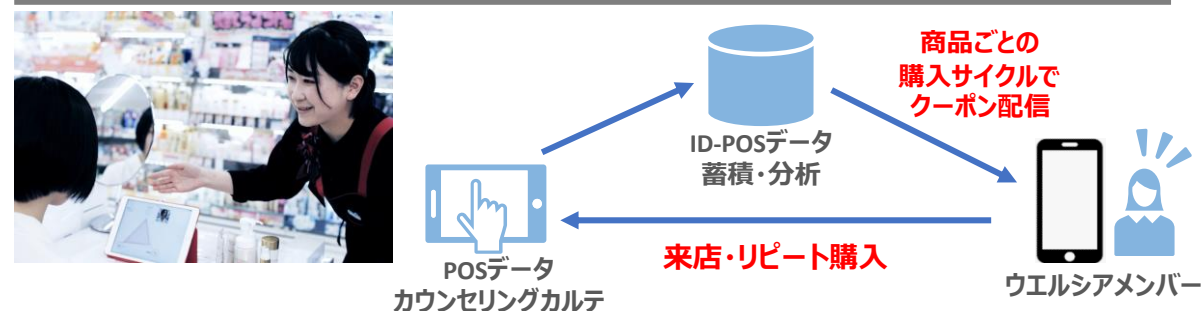 商品ごとの
購入サイクルで
クーポン配信
ID-POSデータ
蓄積・分析
来店・リピート購入
POSデータ
カウンセリングカルテ
ウエルシアメンバー